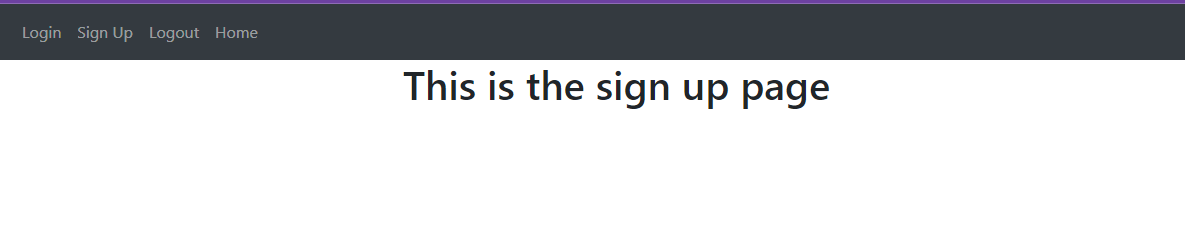 Login Sign Up Logout Home
This is the sign up page